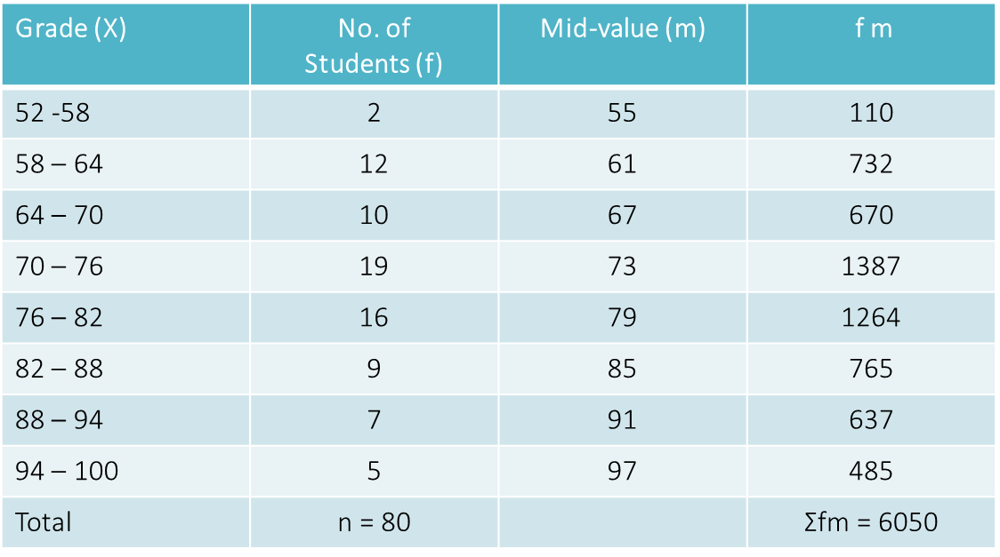 Grade (X) No. of Students (f) Mid-value (m) f m
52 -58 2 55 110
58 – 64 12 61 732
64 – 70 10 67 670
70 – 76 19 73 1387
76 – 82 16 79 1264
82 – 88 9 85 765
88 – 94 7 91 637
94 – 100 5 97 485
Total n = 80 Σfm = 6050